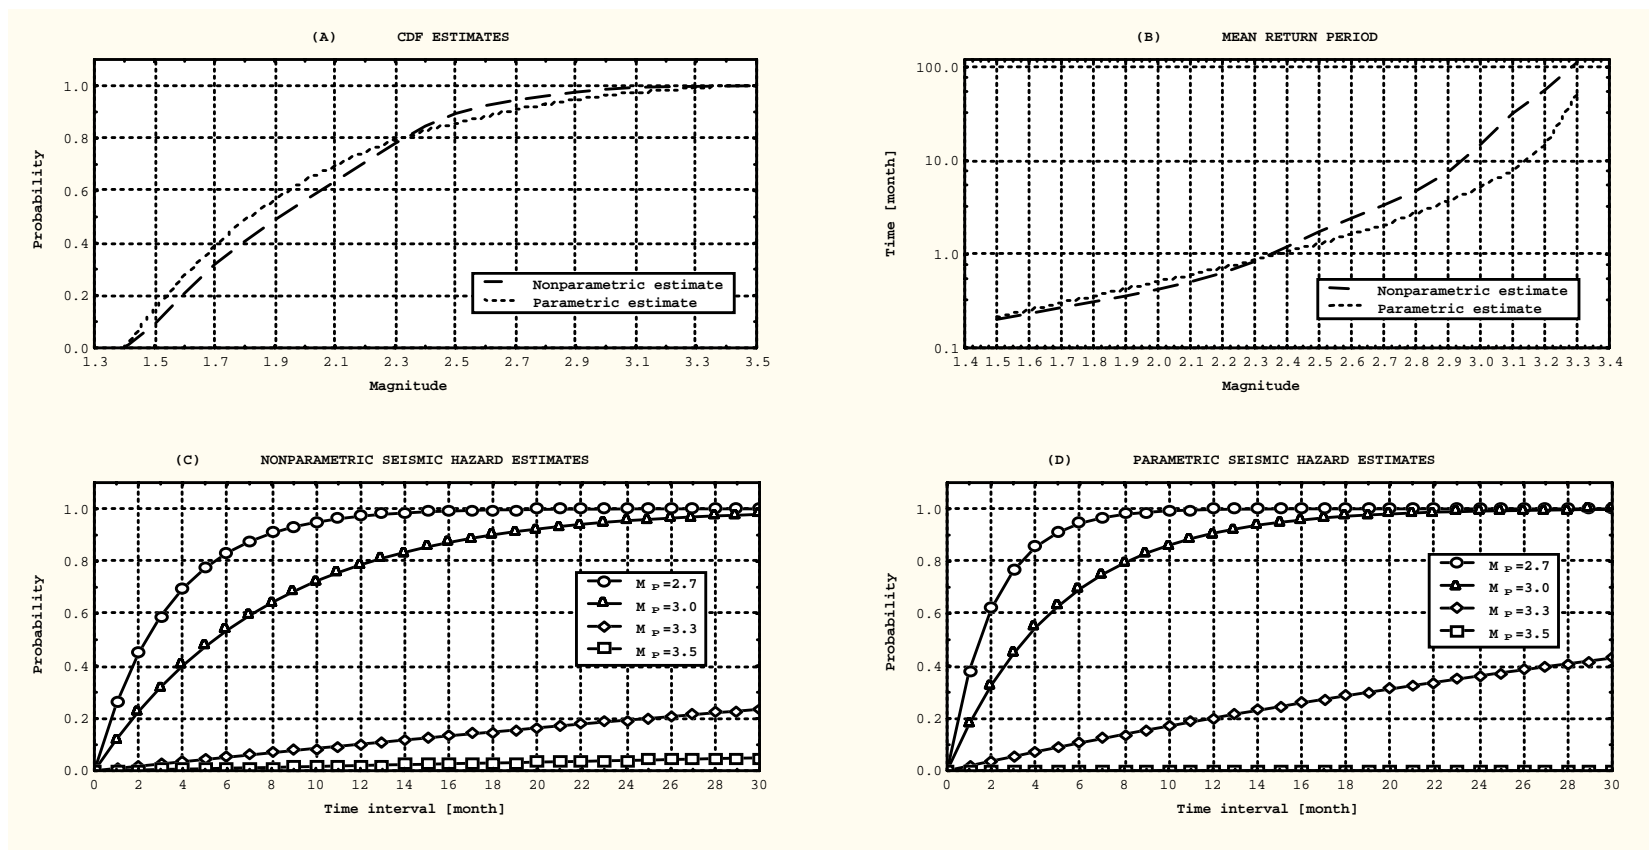 (A) CDF ESTIMATES
Probability
1.0
0.8
0.6
0.4
0.2
0.0
Nonparametric estimate
Parametric estimate
1.3 1.5 1.7 1.9 2.1 2.3 2.5 2.7 2.9 3.1 3.3 3.5
Magnitude
(B) MEAN RETURN PERIOD
Time [month]
100.0
10.0
1.0
0.1
Nonparametric estimate
Parametric estimate
1.4 1.5 1.6 1.7 1.8 1.9 2.0 2.1 2.2 2.3 2.4 2.5 2.6 2.7 2.8 2.9 3.0 3.1 3.2 3.3 3.4
Magnitude
(C) NONPARAMETRIC SEISMIC HAZARD ESTIMATES
Probability
1.0
0.8
0.6
0.4
0.2
0.0
M P=2.7
M P=3.0
M P=3.3
M P=3.5
0 2 4 6 8 10 12 14 16 18 20 22 24 26 28 30
Time interval [month]
(D) PARAMETRIC SEISMIC HAZARD ESTIMATES
Probability
1.0
0.8
0.6
0.4
0.2
0.0
M P=2.7
M P=3.0
M P=3.3
M P=3.5
0 2 4 6 8 10 12 14 16 18 20 22 24 26 28 30
Time interval [month]